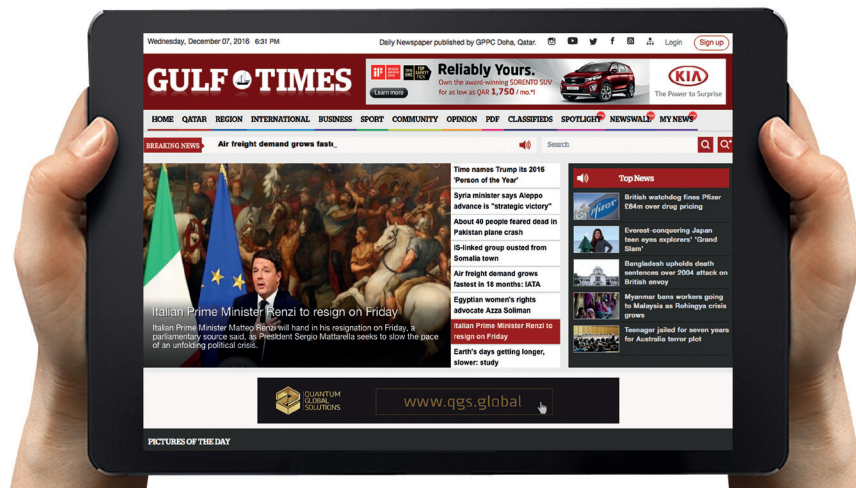 Wednesday, December 07, 2016 6:31 PM
Daily Newspaper published by GPPC Doha, Qatar.
Login
Sign up
GULF TIMES
Reliably Yours.
Own the award-winning SORENTO SUV
for as low as QAR 1,750 / mo.*!
Learn more
KIA
The Power to Surprise
HOME QATAR REGION INTERNATIONAL BUSINESS SPORT COMMUNITY OPINION PDF CLASSIFIEDS SPOTLIGHT NEWSWALL MY NEWS
BREAKING NEWS
Air freight demand grows faste_
Search
Italian Prime Minister Renzi to resign on Friday
Italian Prime Minister Matteo Renzi will hand in his resignation on Friday, a
parliamentary source said, as President Sergio Mattarella seeks to slow the pace
of an unfolding political crisis.
Time names Trump its 2016
'Person of the Year'
Syria minister says Aleppo
advance is "strategic victory"
About 40 people feared dead in
Pakistan plane crash
IS-linked group ousted from
Somalia town
Air freight demand grows
fastest in 18 months: IATA
Egyptian women's rights
advocate Azza Soliman
Italian Prime Minister Renzi to
resign on Friday
Earth's days getting longer,
slower: study
Top News
Pfizer
British watchdog fines Pfizer
£84m over drug pricing
Everest-conquering Japan
teen eyes explorers' 'Grand
Slam'
Bangladesh upholds death
sentences over 2004 attack on
British envoy
Myanmar bans workers going
to Malaysia as Rohingya crisis
grows
Teenager jailed for seven years
for Australia terror plot
QUANTUM
GLOBAL
SOLUTIONS
www.qgs.global
PICTURES OF THE DAY